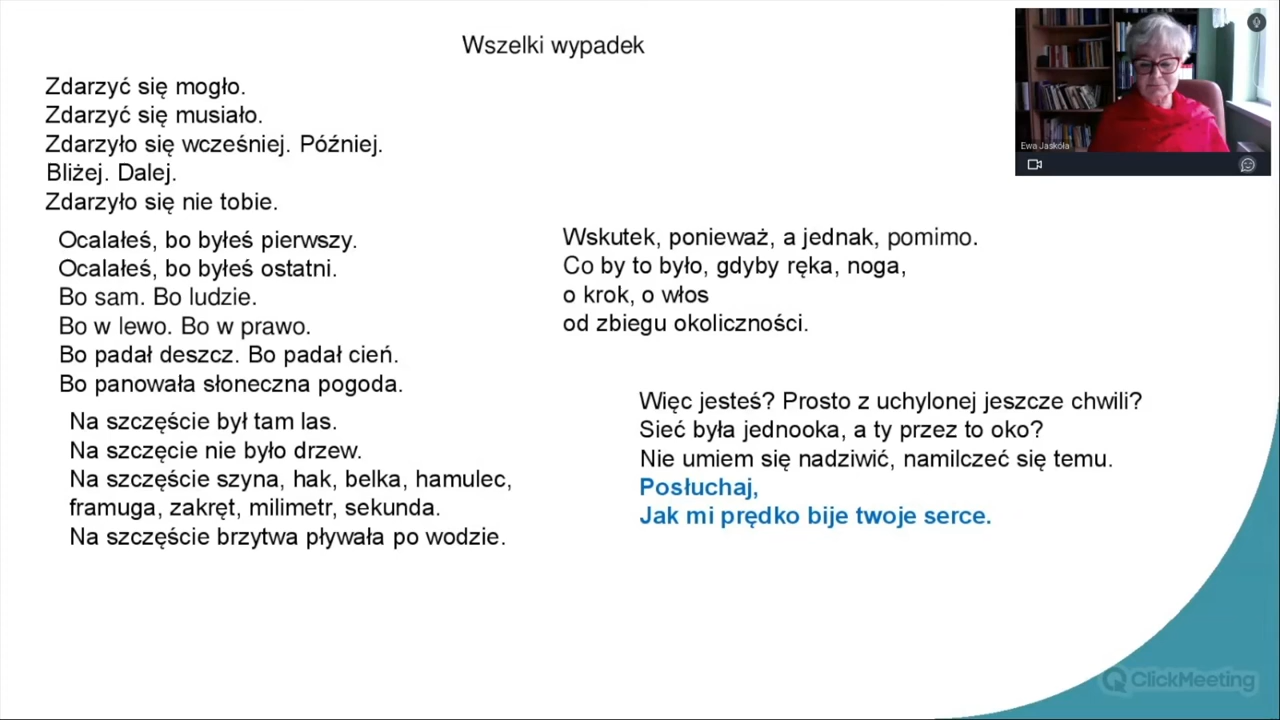 Wszelki wypadek
Zdarzyć się mogło.
Zdarzyć się musiało.
Zdarzyło się wcześniej. Później.
Bliżej. Dalej.
Zdarzyło się nie tobie.
Ocalałeś, bo byłeś pierwszy.
Ocalałeś, bo byłeś ostatni.
Bo sam. Bo ludzie.
Bo w lewo. Bo w prawo.
Bo padał deszcz. Bo padał cień.
Bo panowała słoneczna pogoda.
Na szczęście był tam las.
Na szczęcie nie było drzew.
Na szczęście szyna, hak, belka, hamulec,
framuga, zakręt, milimetr, sekunda.
Na szczęście brzytwa pływała po wodzie.
Wskutek, ponieważ, a jednak, pomimo.
Co by to było, gdyby ręka, noga,
o krok, o włos
od zbiegu okoliczności.
Więc jesteś? Prosto z uchylonej jeszcze chwili?
Sieć była jednooka, a ty przez to oko?
Nie umiem się nadziwić, namilczeć się temu.
Posłuchaj,
Jak mi prędko bije twoje serce.
Ewa Jaskóła
ClickMeeting